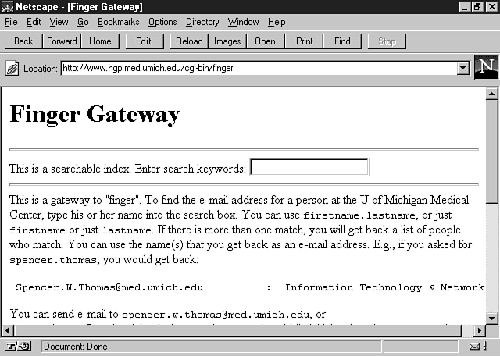 Netscape - [Finger Gateway]
File Edit View Go Bookmarks Options Directory Window Help
Back Forward Home Edit Reload Images Open Print Find Stop
Location: http://www.hgp.med.umich.edu/cgi-bin/finger
N
Finger Gateway
This is a searchable index. Enter search keywords:
This is a gateway to "finger". To find the e-mail address for a person at the U of Michigan Medical
Center, type his or her name into the search box. You can use firstname.lastname, or just
firstname or just lastname. If there is more than one match, you will get back a list of people
who match. You can use the name(s) that you get back as an e-mail address. E.g., if you asked for
spencer.thomas, you would get back:
Spencer.W.Thomas@med.umich.edu : Information Technology & Network
You can send e-mail to spencer.w.thomas@med.umich.edu, or
Document: Done